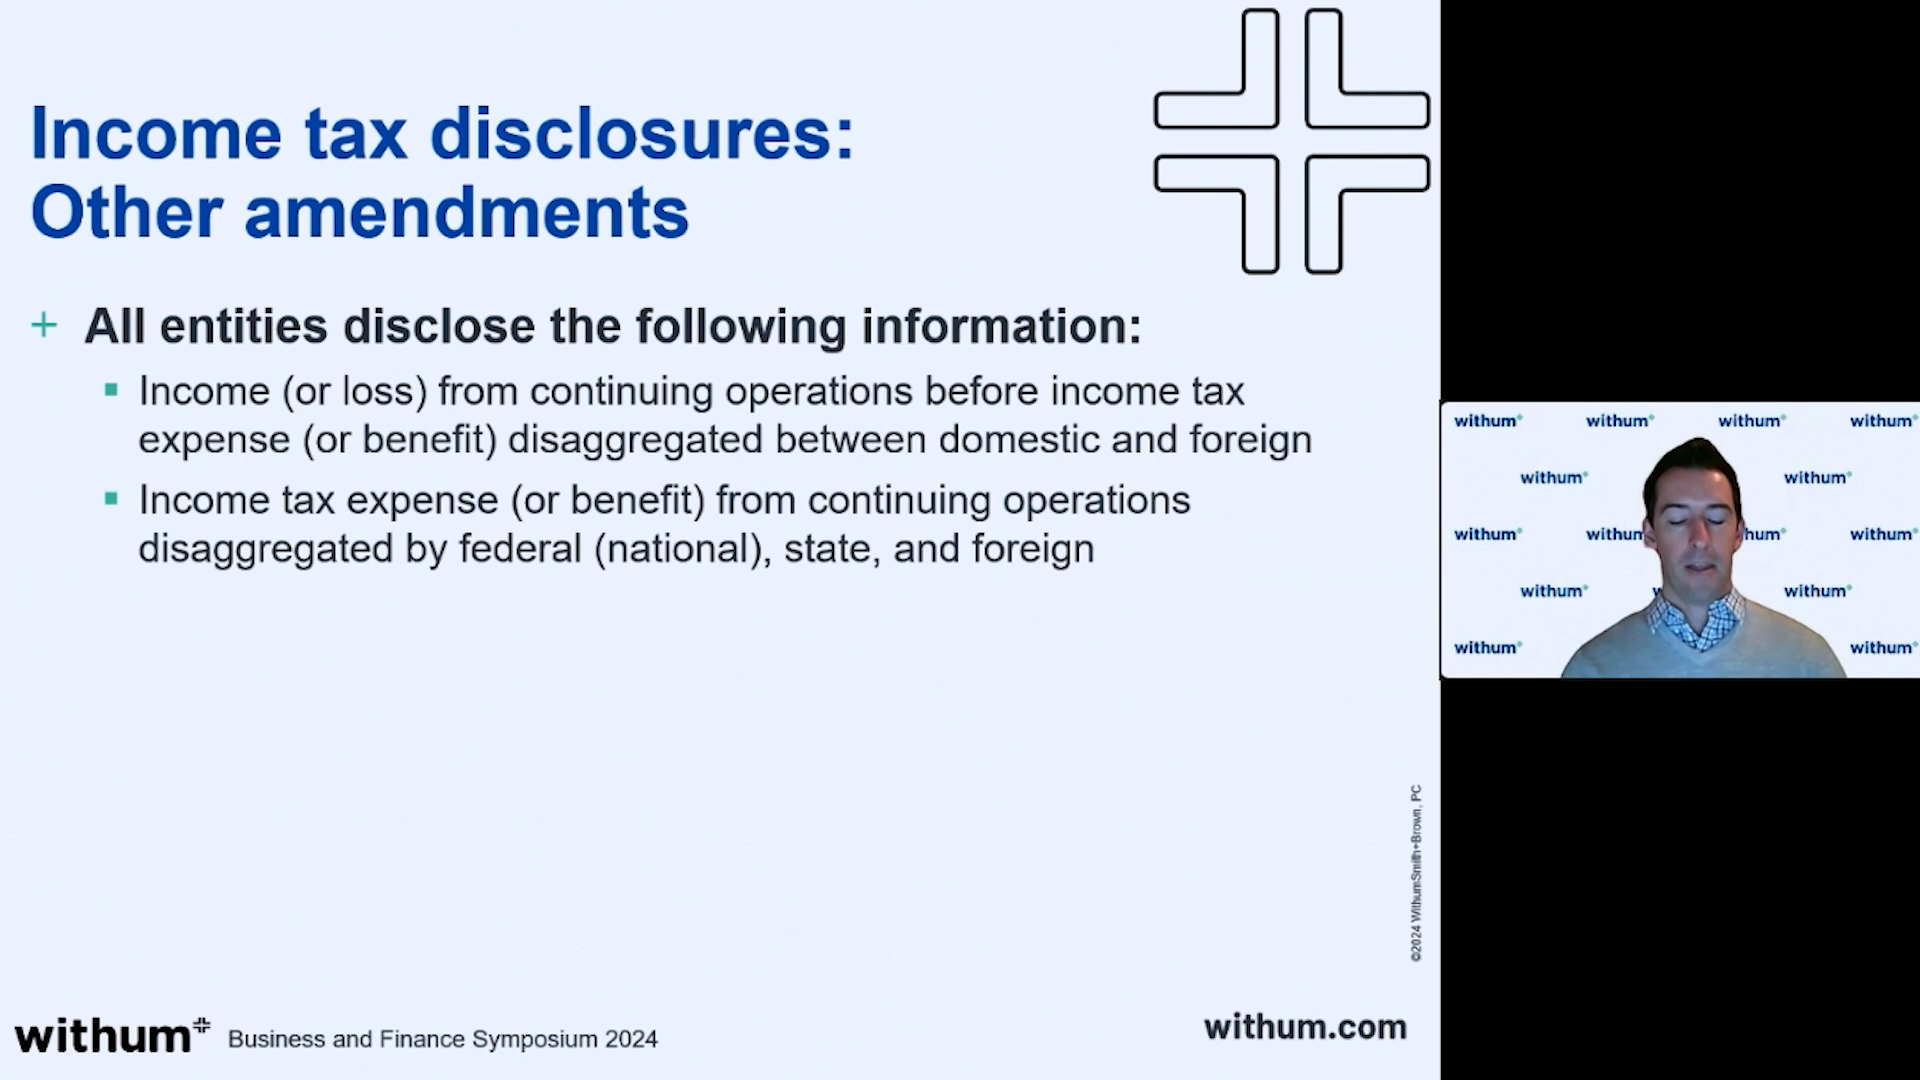 Income tax disclosures:
Other amendments
+ All entities disclose the following information:
Income (or loss) from continuing operations before income tax
expense (or benefit) disaggregated between domestic and foreign
Income tax expense (or benefit) from continuing operations
disaggregated by federal (national), state, and foreign
©2024 WithumSmith+Brown, PC
withum+ Business and Finance Symposium 2024
withum.com
withum+ withum+ withum+ withum+
withum+ withum+
withum+ withum hum+ withum+
withum+ w withum+
withum+ withum+